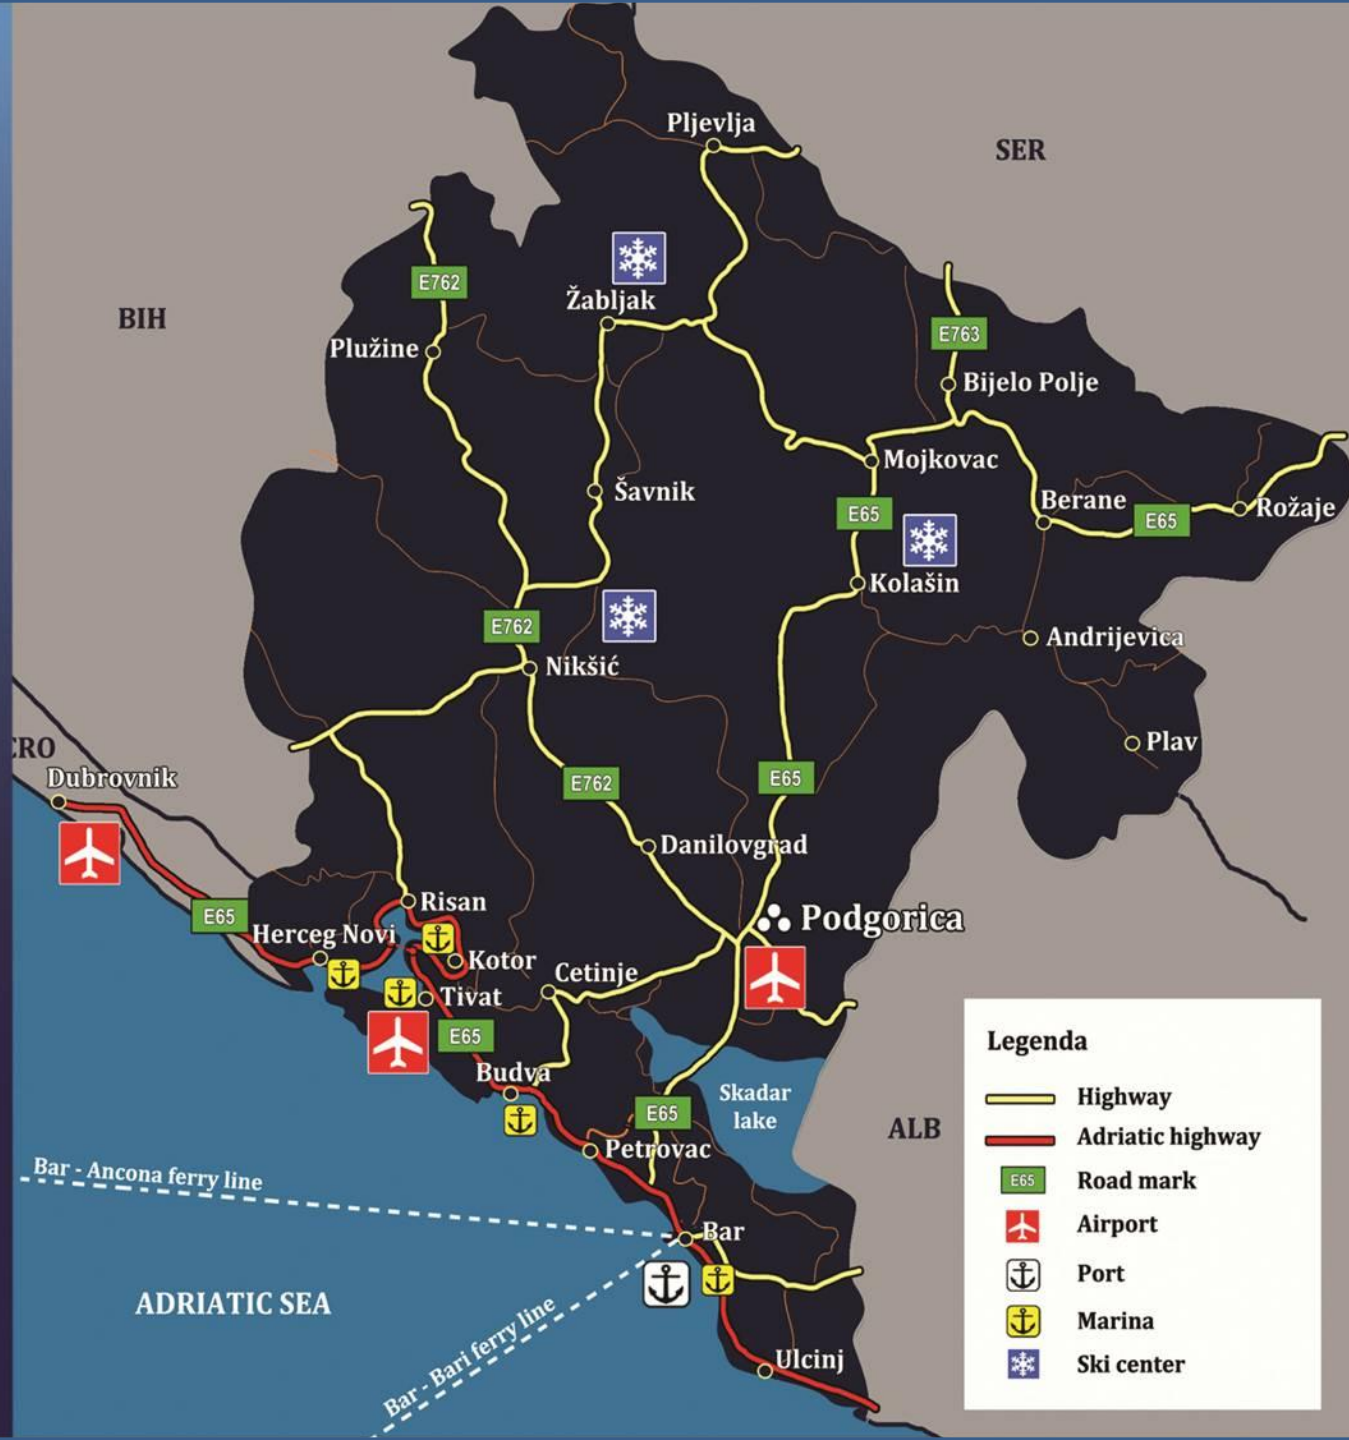 Pljevlja
SER
E762
Žabljak
BIH
E763
Plužine
Bijelo Polje
Mojkovac
Šavnik
Berane
E65
E65
Rožaje
Kolašin
E762
Andrijevica
Nikšić
Plav
CRO
Dubrovnik
E762
E65
Danilovgrad
Risan
E65
Podgorica
Herceg Novi
Kotor
Cetinje
Tivat
E65
Budva
Skadar
lake
E65
ALB
Petrovac
Bar - Ancona ferry line
Bar
ADRIATIC SEA
Bar - Bari ferry line
Ulcinj
Legenda
Highway
Adriatic highway
E65
Road mark
Airport
Port
Marina
Ski center